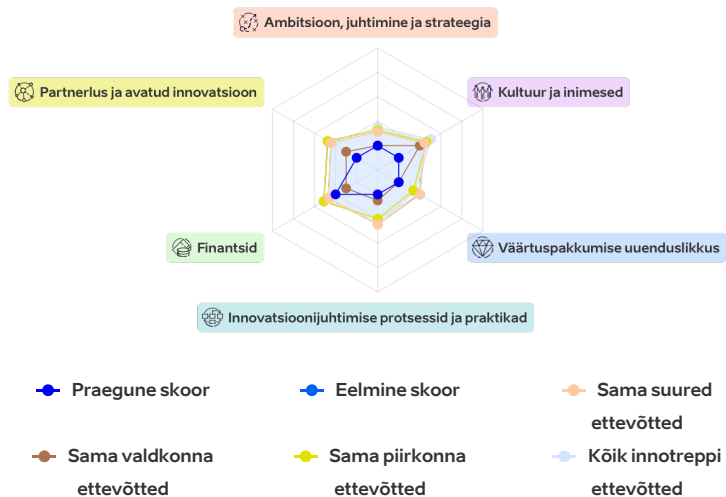 Ambitsioon, juhtimine ja strateegia
Partnerlus ja avatud innovatsioon
Kultuur ja inimesed
Finantsid
Väärtuspakkumise uuenduslikkus
Innovatsioonijuhtimise protsessid ja praktikad
Praegune skoor
Eelmine skoor
Sama suured
ettevõtted
Sama valdkonna
ettevõtted
Sama piirkonna
ettevõtted
Kõik innotreppi
ettevõtted